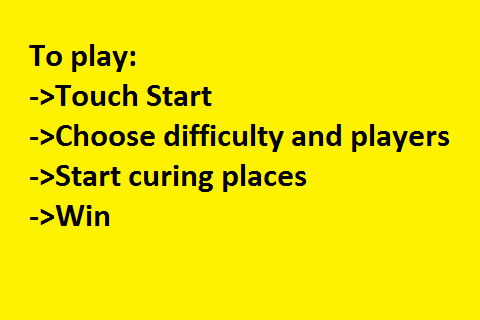 To play:
->Touch Start
->Choose difficulty and players
->Start curing places
->Win